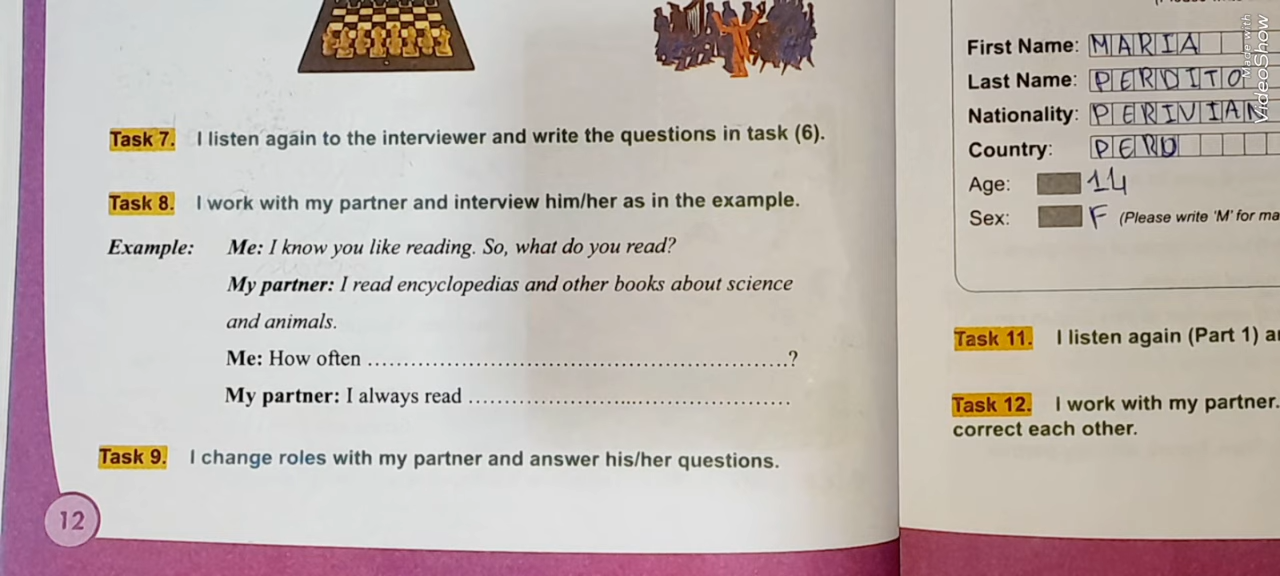 Task 7. I listen again to the interviewer and write the questions in task (6).
Task 8. I work with my partner and interview him/her as in the example.
Example: Me: I know you like reading. So, what do you read?
My partner: I read encyclopedias and other books about science
and animals.
Me: How often ..........................................................?
My partner: I always read .............................................
Task 9. I change roles with my partner and answer his/her questions.
12
First Name: MARIA
Last Name: PERDITO
Nationality: PERIVIAN
Country: PERU
Age: 14
Sex: F (Please write 'M' for ma
Task 11. I listen again (Part 1) a
Task 12. I work with my partner.
correct each other.
Made with
VideoShow